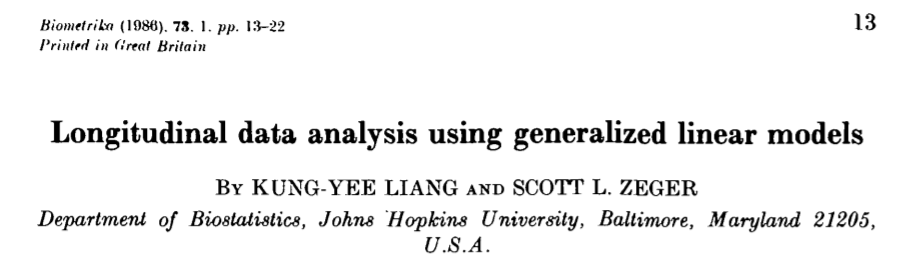 Biometrika (1986), 73, 1, pp. 13–22
13
Printed in Great Britain
Longitudinal data analysis using generalized linear models
BY KUNG-YEE LIANG AND SCOTT L. ZEGER
Department of Biostatistics, Johns Hopkins University, Baltimore, Maryland 21205,
U.S.A.